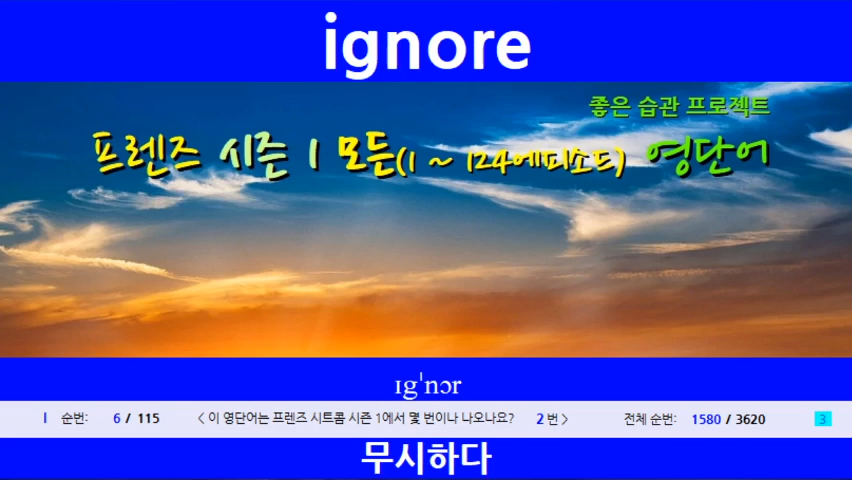 ignore
좋은 습관 프로젝트
프렌즈 시즌 1 모든(1 ~ 124에피소드) 영단어
ɪgˈnɔr
I 순번: 6 / 115 < 이 영단어는 프렌즈 시트콤 시즌 1에서 몇 번이나 나오나요? 2 번 > 전체 순번: 1580 / 3620 3
무시하다